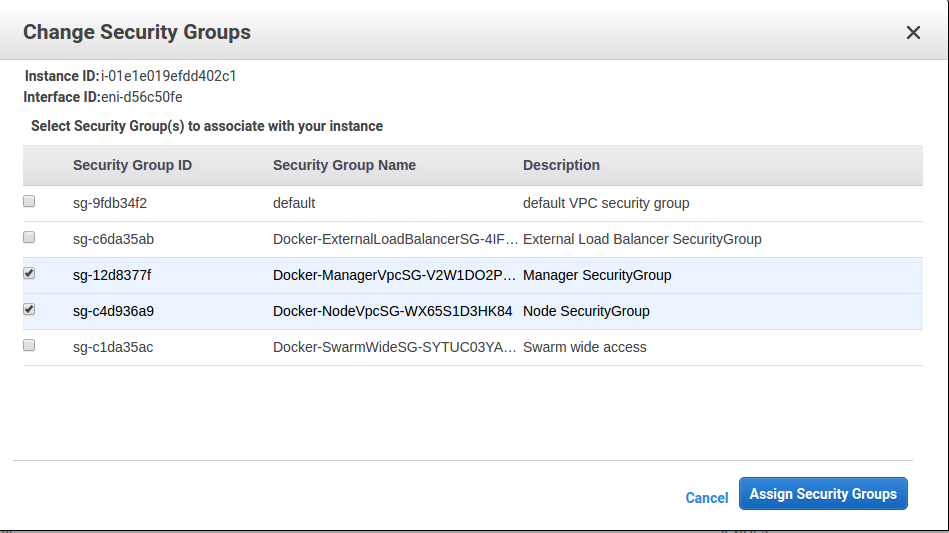 Change Security Groups
Instance ID: i-01e1e019efdd402c1
Interface ID: eni-d56c50fe
Select Security Group(s) to associate with your instance
Security Group ID Security Group Name Description
sg-9fdb34f2 default default VPC security group
sg-c6da35ab Docker-ExternalLoadBalancerSG-4IF… External Load Balancer SecurityGroup
sg-12d8377f Docker-ManagerVpcSG-V2W1DO2P… Manager SecurityGroup
sg-c4d936a9 Docker-NodeVpcSG-WX65S1D3HK84 Node SecurityGroup
sg-c1da35ac Docker-SwarmWideSG-SYTUC03YA… Swarm wide access
Cancel Assign Security Groups